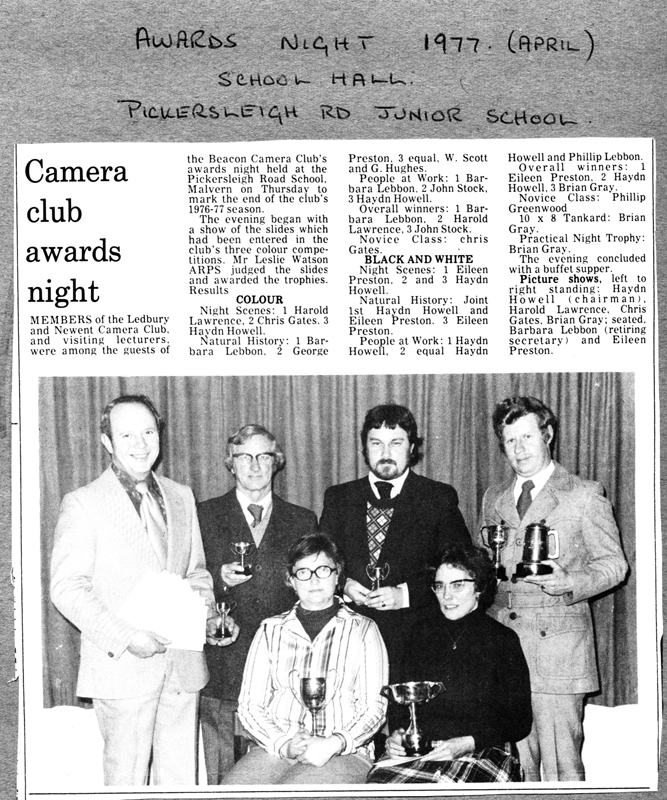 AWARDS NIGHT 1977. (APRIL)
SCHOOL HALL.
PICKERSLEIGH RD JUNIOR SCHOOL.
Camera
club
awards
night
MEMBERS of the Ledbury
and Newent Camera Club,
and visiting lecturers,
were among the guests of
the Beacon Camera Club's
awards night held at the
Pickersleigh Road School,
Malvern on Thursday to
mark the end of the club's
1976-77 season.
The evening began with
a show of the slides which
had been entered in the
club's three colour compe-
titions. Mr Leslie Watson
ARPS judged the slides
and awarded the trophies.
Results
COLOUR
Night Scenes: 1 Harold
Lawrence, 2 Chris Gates, 3
Haydn Howell.
Natural History: 1 Bar-
bara Lebbon, 2 George
Preston, 3 equal, W. Scott
and G. Hughes.
People at Work: 1 Bar-
bara Lebbon, 2 John Stock,
3 Haydn Howell.
Overall winners: 1 Bar-
bara Lebbon, 2 Harold
Lawrence, 3 John Stock.
Novice Class: chris
Gates.
BLACK AND WHITE
Night Scenes: 1 Eileen
Preston, 2 and 3 Haydn
Howell.
Natural History: Joint
1st Haydn Howell and
Eileen Preston. 3 Eileen
Preston.
People at Work: 1 Haydn
Howell, 2 equal Haydn
Howell and Phillip Lebbon.
Overall winners: 1
Eileen Preston, 2 Haydn
Howell, 3 Brian Gray.
Novice Class: Phillip
Greenwood
10 x 8 Tankard: Brian
Gray.
Practical Night Trophy:
Brian Gray.
The evening concluded
with a buffet supper.
Picture shows, left to
right standing: Haydn
Howell (chairman),
Harold Lawrence, Chris
Gates, Brian Gray; seated,
Barbara Lebbon (retiring
secretary) and Eileen
Preston.